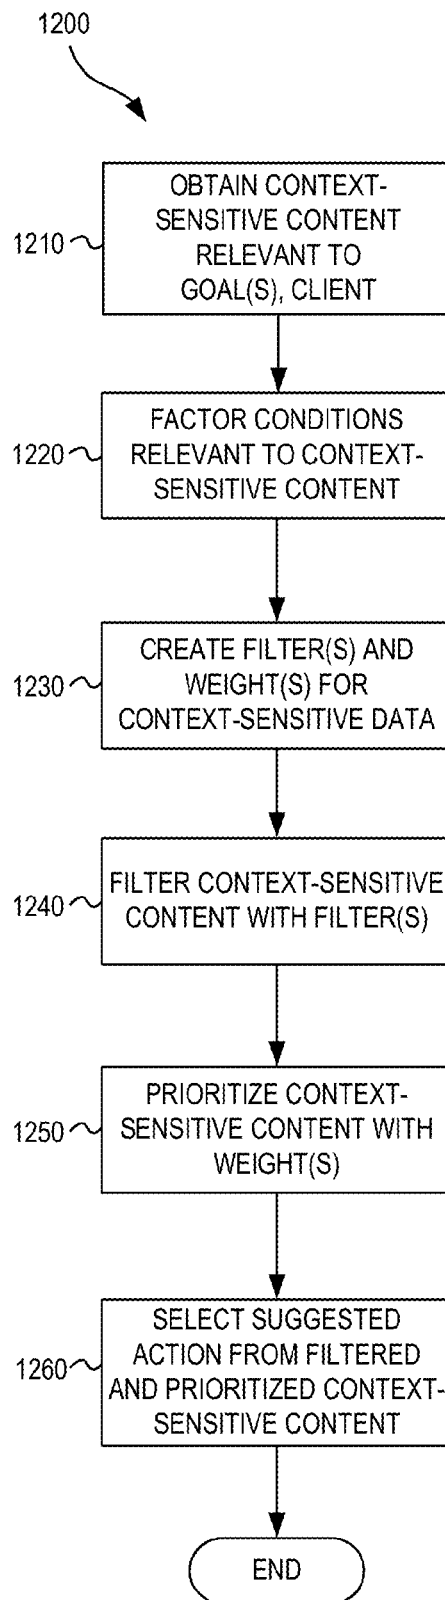 1200
OBTAIN CONTEXT-
SENSITIVE CONTENT
RELEVANT TO
GOAL(S), CLIENT
1210
FACTOR CONDITIONS
RELEVANT TO CONTEXT-
SENSITIVE CONTENT
1220
CREATE FILTER(S) AND
WEIGHT(S) FOR
CONTEXT-SENSITIVE DATA
1230
FILTER CONTEXT-SENSITIVE
CONTENT WITH FILTER(S)
1240
PRIORITIZE CONTEXT-
SENSITIVE CONTENT WITH
WEIGHT(S)
1250
SELECT SUGGESTED
ACTION FROM FILTERED
AND PRIORITIZED CONTEXT-
SENSITIVE CONTENT
1260
END